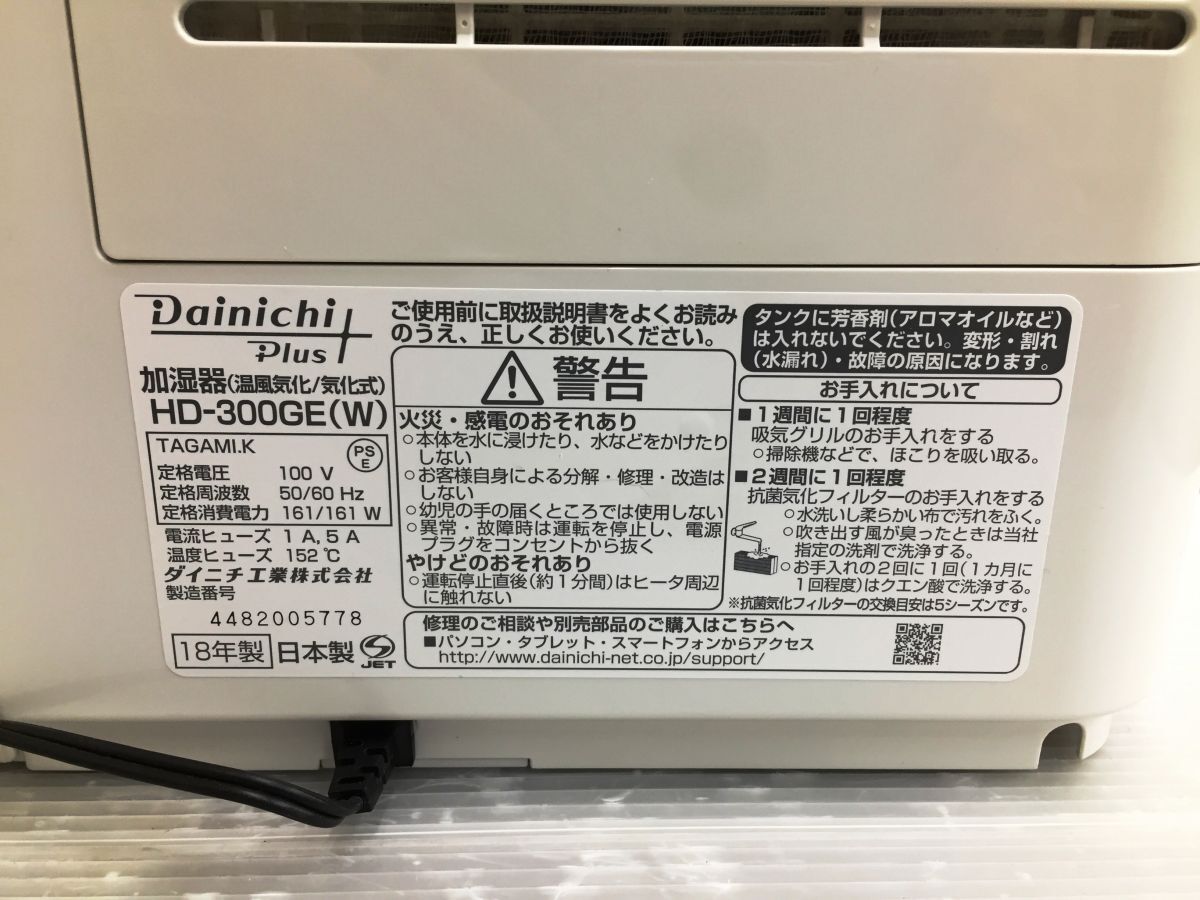 Dainichi
Plus
加湿器(温風気化/気化式)
HD-300GE(W)
TAGAMI.K
PS
E
定格電圧 100 V
定格周波数 50/60 Hz
定格消費電力 161/161 W
電流ヒューズ 1 A, 5 A
温度ヒューズ 152℃
ダイニチ工業株式会社
製造番号
4482005778
18年製 日本製 JET
ご使用前に取扱説明書をよくお読み
のうえ、正しくお使いください。
警告
火災・感電のおそれあり
○本体を水に浸けたり、水などをかけたり
しない
○お客様自身による分解・修理・改造は
しない
○幼児の手の届くところでは使用しない
○異常・故障時は運転を停止し、電源
プラグをコンセントから抜く
やけどのおそれあり
○運転停止直後(約1分間)はヒータ周辺
に触れない
タンクに芳香剤(アロマオイルなど)
は入れないでください。変形・割れ
(水漏れ)・故障の原因になります。
お手入れについて
■1週間に1回程度
吸気グリルのお手入れをする
○掃除機などで、ほこりを吸い取る。
■2週間に1回程度
抗菌気化フィルターのお手入れをする
○水洗いし柔らかい布で汚れをふく。
○吹き出す風が臭ったときは当社
指定の洗剤で洗浄する。
○お手入れの2回に1回(1カ月に
1回程度)はクエン酸で洗浄する。
※抗菌気化フィルターの交換目安は5シーズンです。
修理のご相談や別売部品のご購入はこちらへ
■パソコン・タブレット・スマートフォンからアクセス
http://www.dainichi-net.co.jp/support/